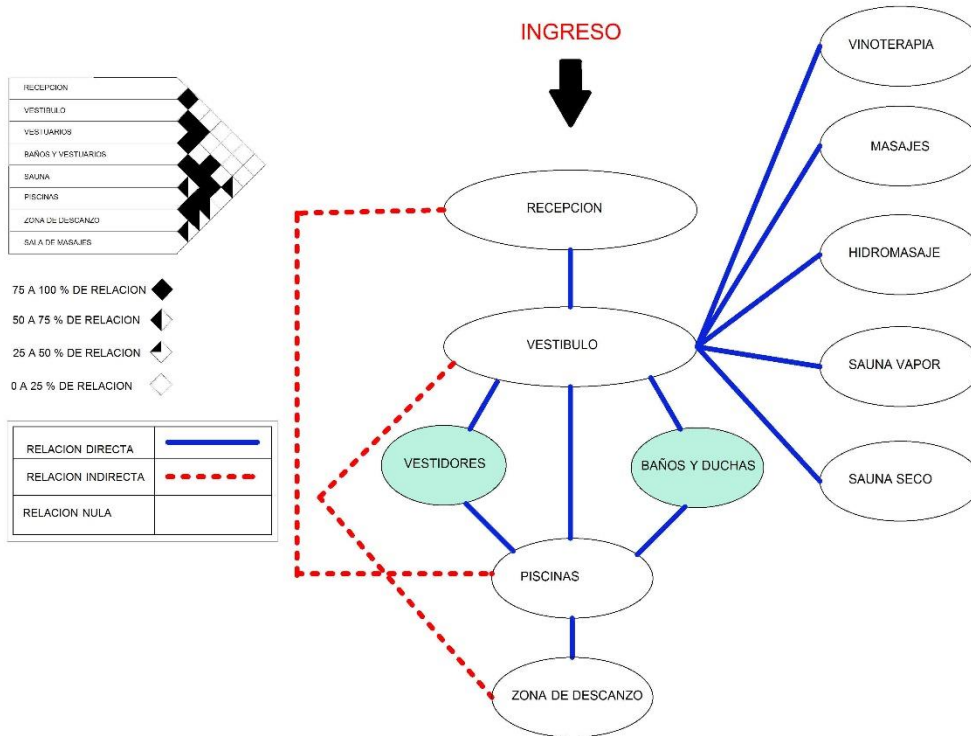 INGRESO
RECEPCION
VESTIBULO
VESTUARIOS
BAÑOS Y VESTUARIOS
SAUNA
PISCINAS
ZONA DE DESCANZO
SALA DE MASAJES
75 A 100 % DE RELACION
50 A 75 % DE RELACION
25 A 50 % DE RELACION
0 A 25 % DE RELACION
RELACION DIRECTA
RELACION INDIRECTA
RELACION NULA
RECEPCION
VESTIBULO
VESTIDORES
BAÑOS Y DUCHAS
PISCINAS
ZONA DE DESCANZO
VINOTERAPIA
MASAJES
HIDROMASAJE
SAUNA VAPOR
SAUNA SECO